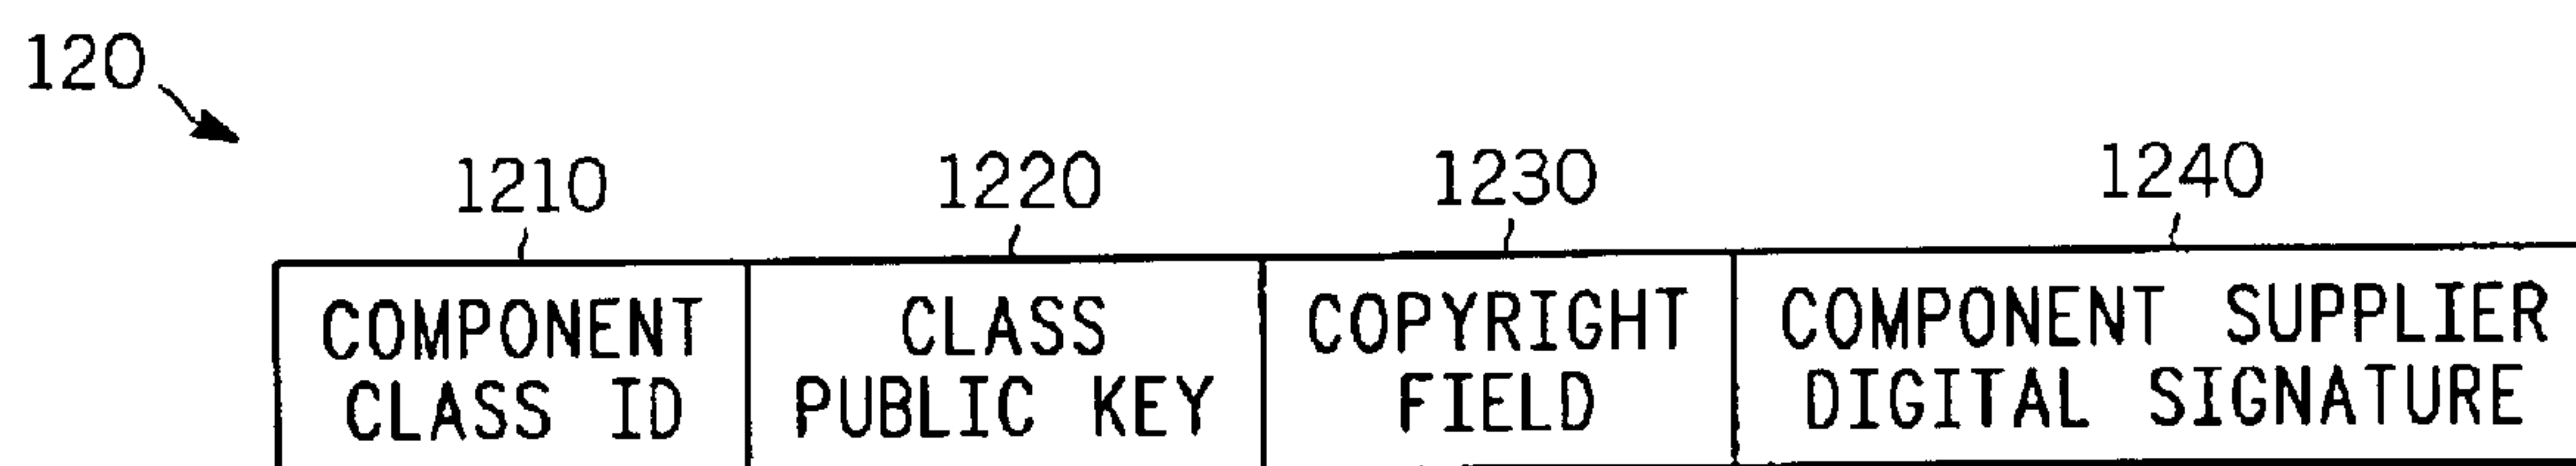 120
1210 1220 1230 1240
COMPONENT CLASS COPYRIGHT COMPONENT SUPPLIER
CLASS ID PUBLIC KEY FIELD DIGITAL SIGNATURE